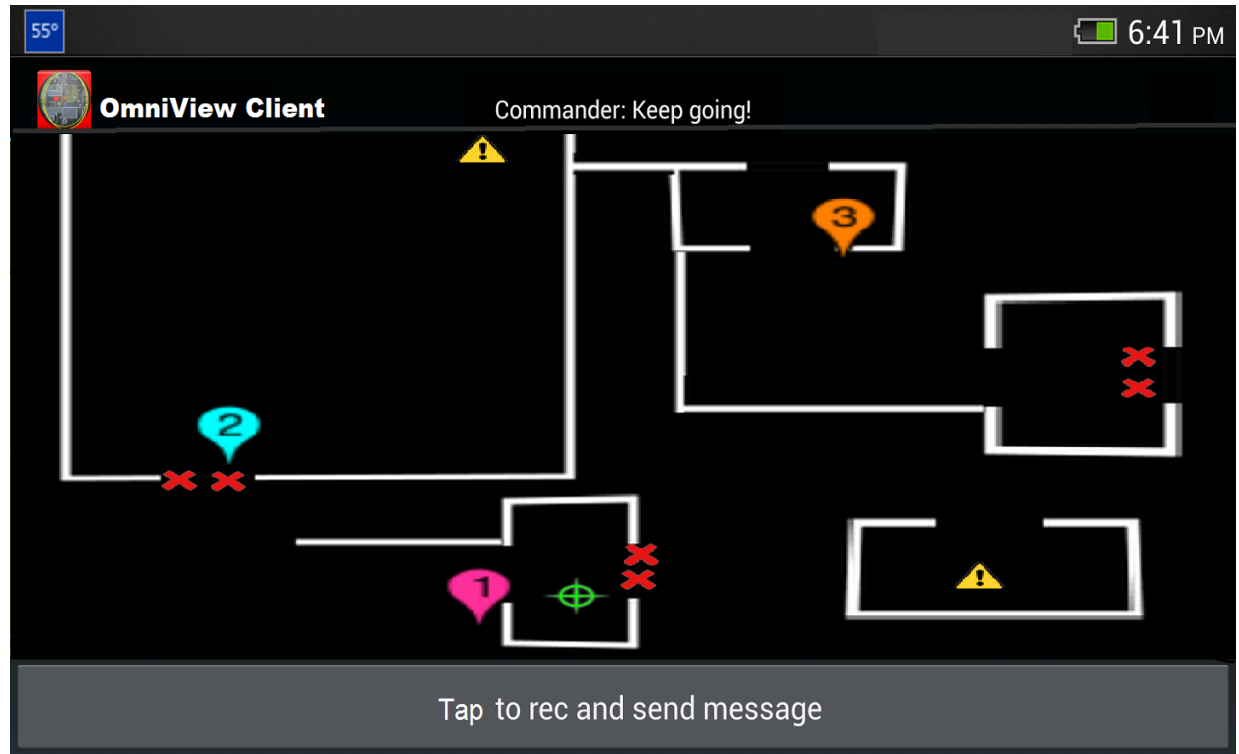 55°
6:41 PM
OmniView Client
Commander: Keep going!
3
2
1
Tap to rec and send message